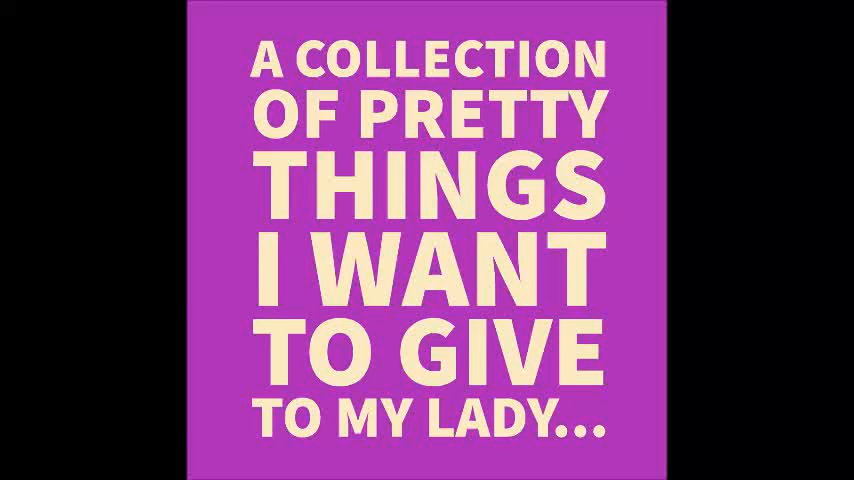 A COLLECTION
OF PRETTY
THINGS
I WANT
TO GIVE
TO MY LADY...